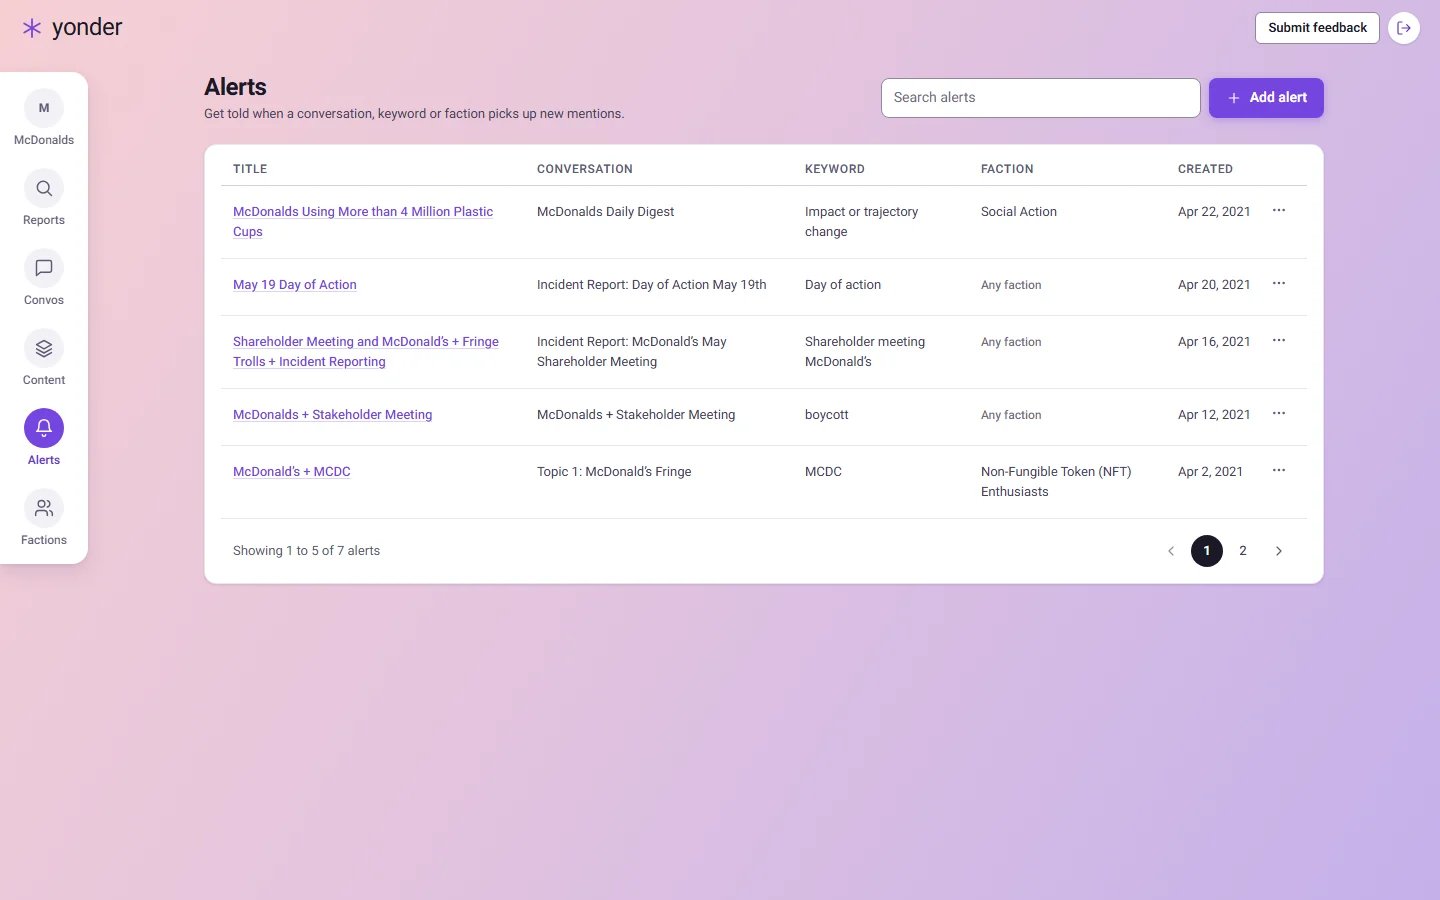 yonder
Submit feedback
M
McDonalds
Reports
Convos
Content
Alerts
Factions
Alerts
Get told when a conversation, keyword or faction picks up new mentions.
Search alerts
Add alert
TITLE CONVERSATION KEYWORD FACTION CREATED
McDonalds Using More than 4 Million Plastic Cups McDonalds Daily Digest Impact or trajectory change Social Action Apr 22, 2021
May 19 Day of Action Incident Report: Day of Action May 19th Day of action Any faction Apr 20, 2021
Shareholder Meeting and McDonald's + Fringe Trolls + Incident Reporting Incident Report: McDonald's May Shareholder Meeting Shareholder meeting McDonald's Any faction Apr 16, 2021
McDonalds + Stakeholder Meeting McDonalds + Stakeholder Meeting boycott Any faction Apr 12, 2021
McDonald's + MCDC Topic 1: McDonald's Fringe MCDC Non-Fungible Token (NFT) Enthusiasts Apr 2, 2021
Showing 1 to 5 of 7 alerts
1 2